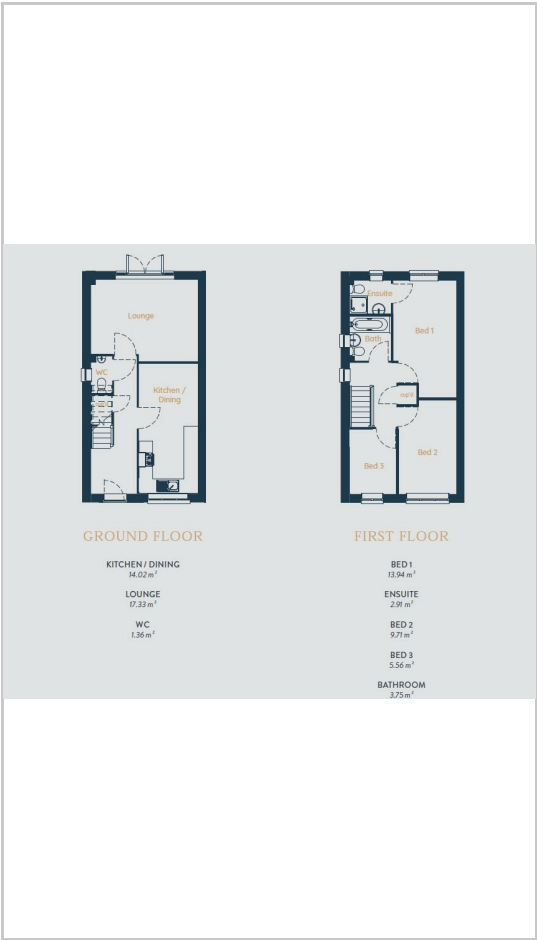 Lounge
WC
Kitchen /
Dining
Ensuite
Bath
Bed 1
cup'd
Bed 3
Bed 2
GROUND FLOOR
KITCHEN / DINING
14.02 m²
LOUNGE
17.33 m²
WC
1.36 m²
FIRST FLOOR
BED 1
13.94 m²
ENSUITE
2.91 m²
BED 2
9.71 m²
BED 3
5.56 m²
BATHROOM
3.75 m²